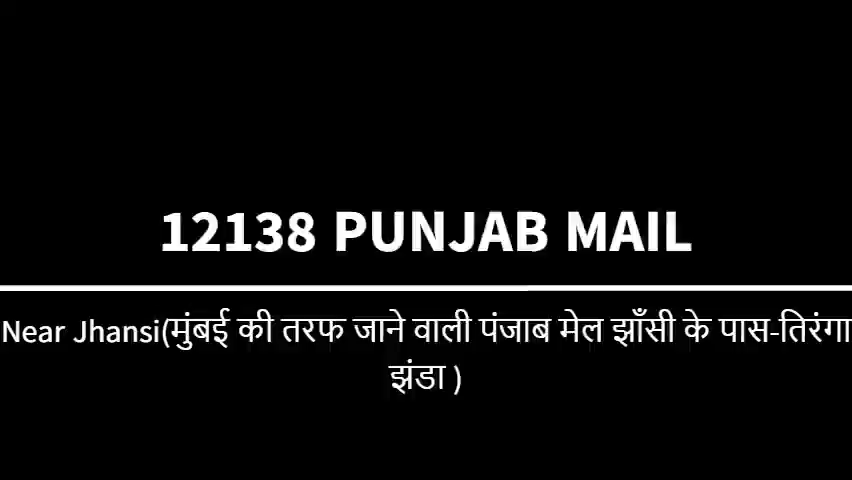 12138 PUNJAB MAIL
Near Jhansi(मुंबई की तरफ जाने वाली पंजाब मेल झाँसी के पास-तिरंगा
झंडा )